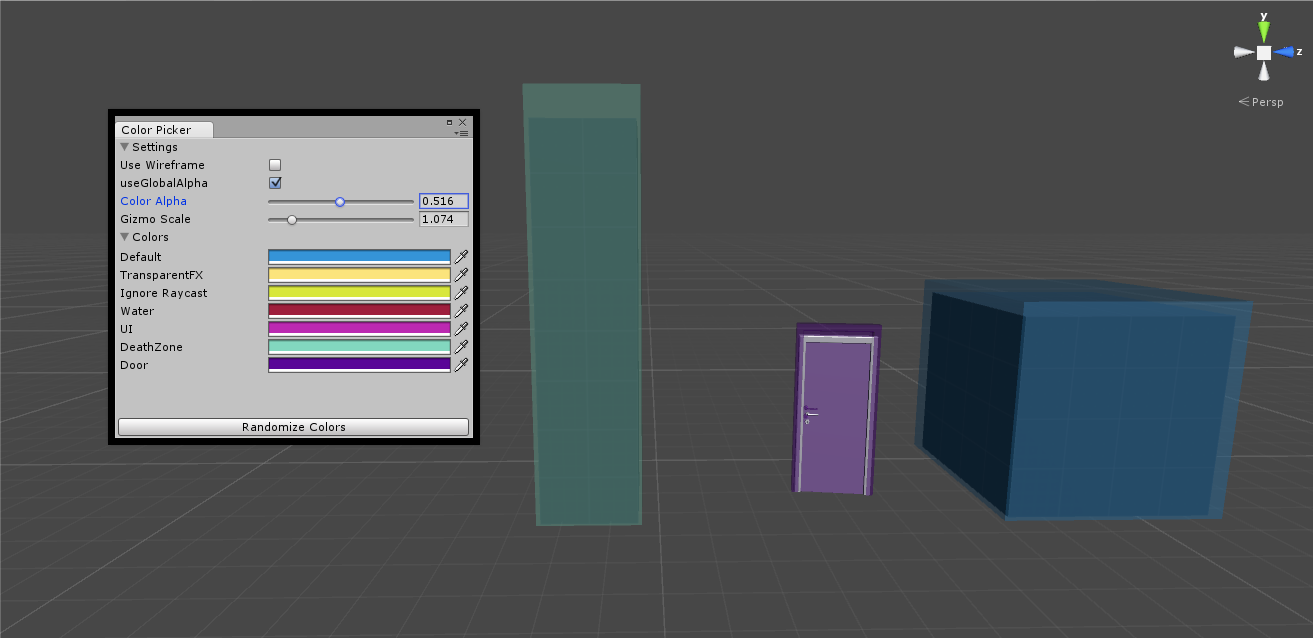 y
z
Persp
Color Picker
Settings
Use Wireframe
useGlobalAlpha
Color Alpha 0.516
Gizmo Scale 1.074
Colors
Default
TransparentFX
Ignore Raycast
Water
UI
DeathZone
Door
Randomize Colors